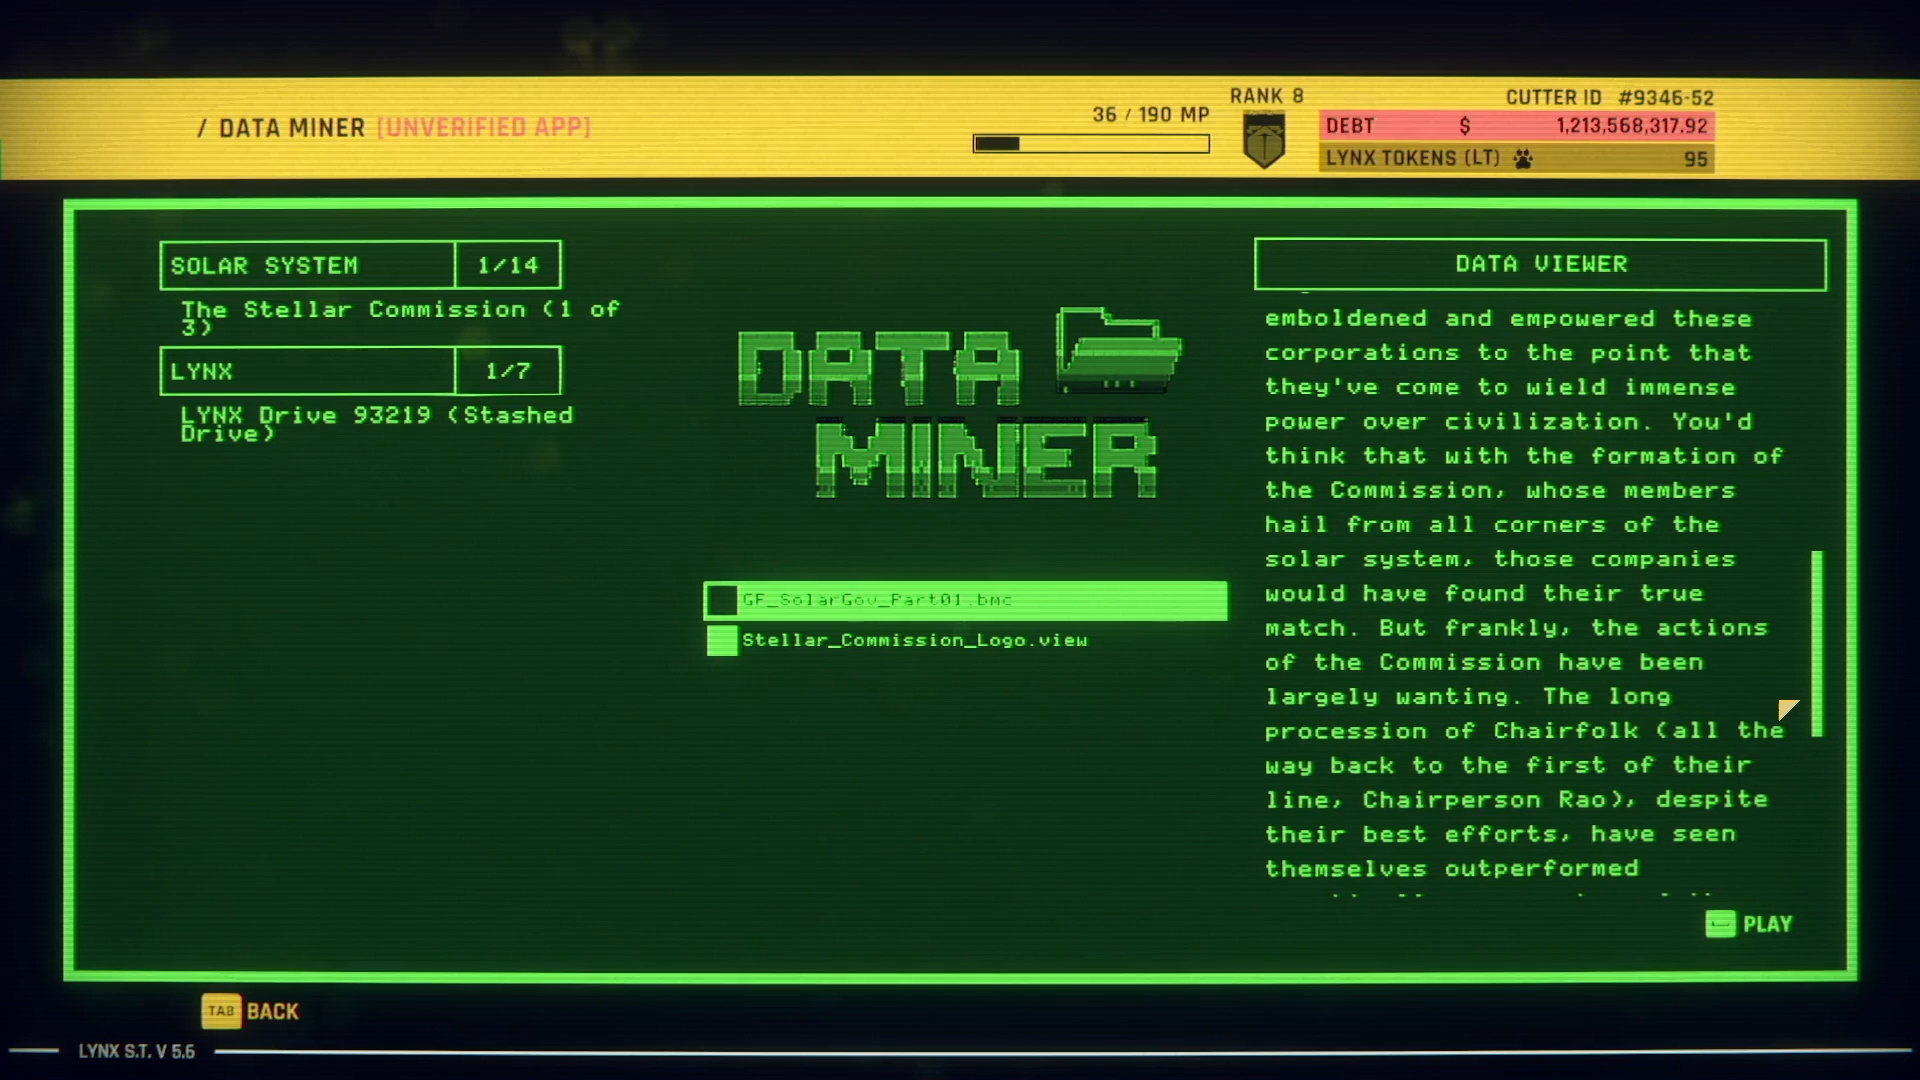 / DATA MINER [UNVERIFIED APP]
36 / 190 MP
RANK 8
CUTTER ID #9346-52
DEBT $ 1,213,568,317.92
LYNX TOKENS (LT) 95
SOLAR SYSTEM 1/14
The Stellar Commission (1 of
3)
LYNX 1/7
LYNX Drive 93219 (Stashed
Drive)
DATA
MINER
GF_SolarGov_Part01.bmc
Stellar_Commission_Logo.view
DATA VIEWER
emboldened and empowered these
corporations to the point that
they've come to wield immense
power over civilization. You'd
think that with the formation of
the Commission, whose members
hail from all corners of the
solar system, those companies
would have found their true
match. But frankly, the actions
of the Commission have been
largely wanting. The long
procession of Chairfolk (all the
way back to the first of their
line, Chairperson Rao), despite
their best efforts, have seen
themselves outperformed
PLAY
TAB BACK
LYNX S.T. V 5.6